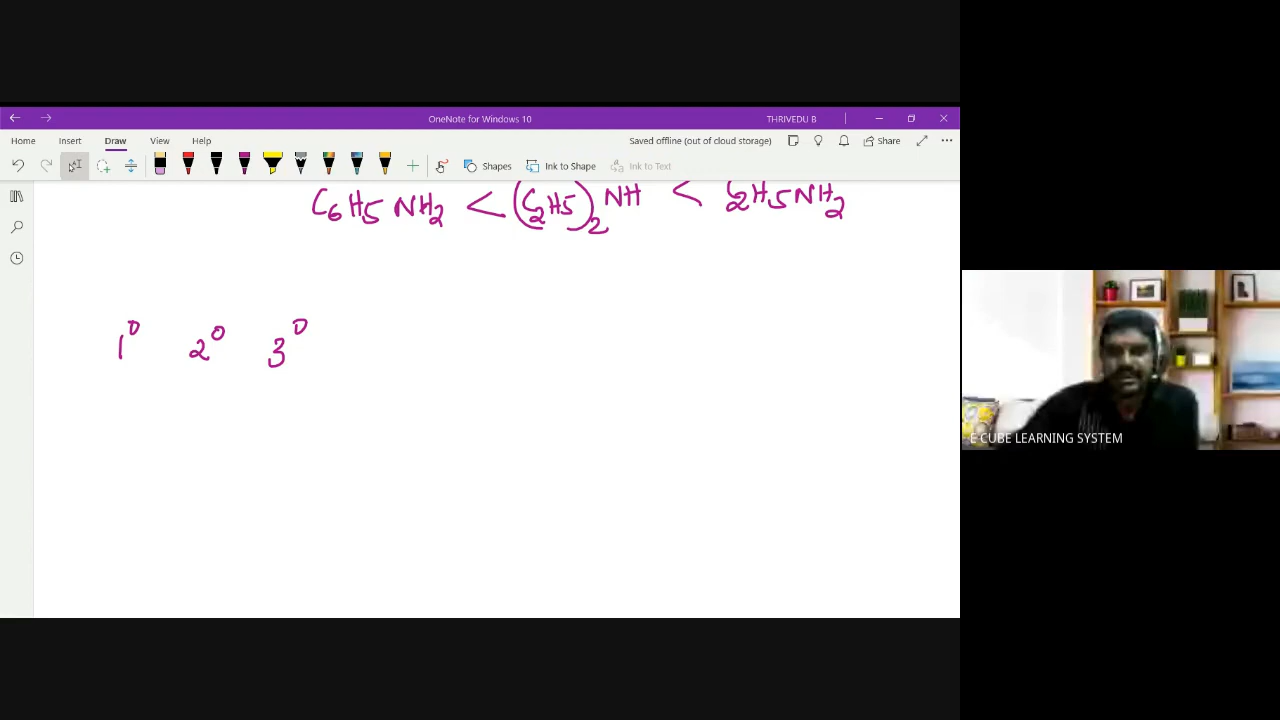 OneNote for Windows 10
THRIVEDU B
Home Insert Draw View Help
Saved offline (out of cloud storage)
Share
Shapes
Ink to Shape
Ink to Text
C6H5NH2 < (C2H5)2NH < C2H5NH2
1° 2° 3°
E CUBE LEARNING SYSTEM